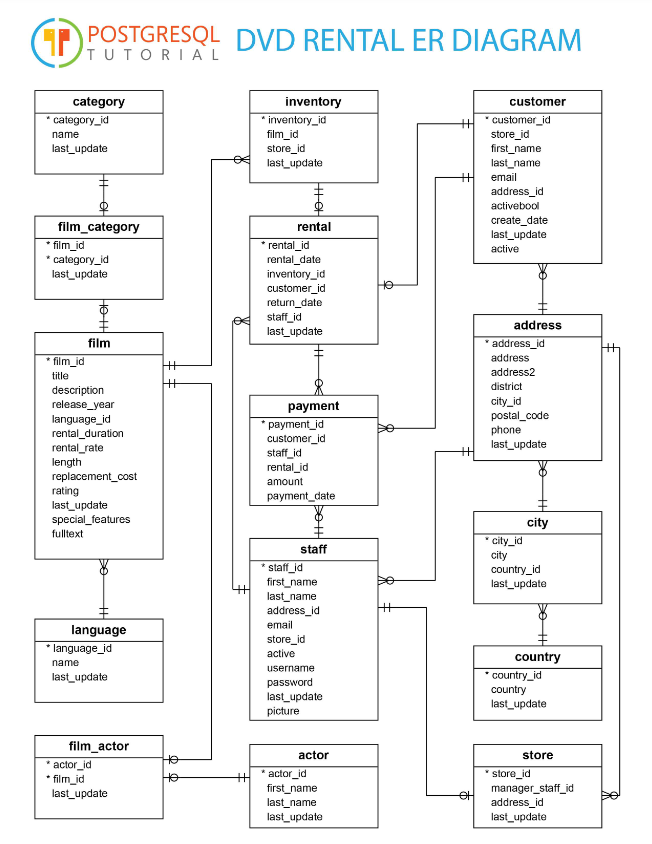 POSTGRESQL
TUTORIAL
DVD RENTAL ER DIAGRAM
category
* category_id
name
last_update
film_category
* film_id
* category_id
last_update
film
* film_id
title
description
release_year
language_id
rental_duration
rental_rate
length
replacement_cost
rating
last_update
special_features
fulltext
language
* language_id
name
last_update
film_actor
* actor_id
* film_id
last_update
inventory
* inventory_id
film_id
store_id
last_update
rental
* rental_id
rental_date
inventory_id
customer_id
return_date
staff_id
last_update
payment
* payment_id
customer_id
staff_id
rental_id
amount
payment_date
staff
* staff_id
first_name
last_name
address_id
email
store_id
active
username
password
last_update
picture
actor
* actor_id
first_name
last_name
last_update
customer
* customer_id
store_id
first_name
last_name
email
address_id
activebool
create_date
last_update
active
address
* address_id
address
address2
district
city_id
postal_code
phone
last_update
city
* city_id
city
country_id
last_update
country
* country_id
country
last_update
store
* store_id
manager_staff_id
address_id
last_update